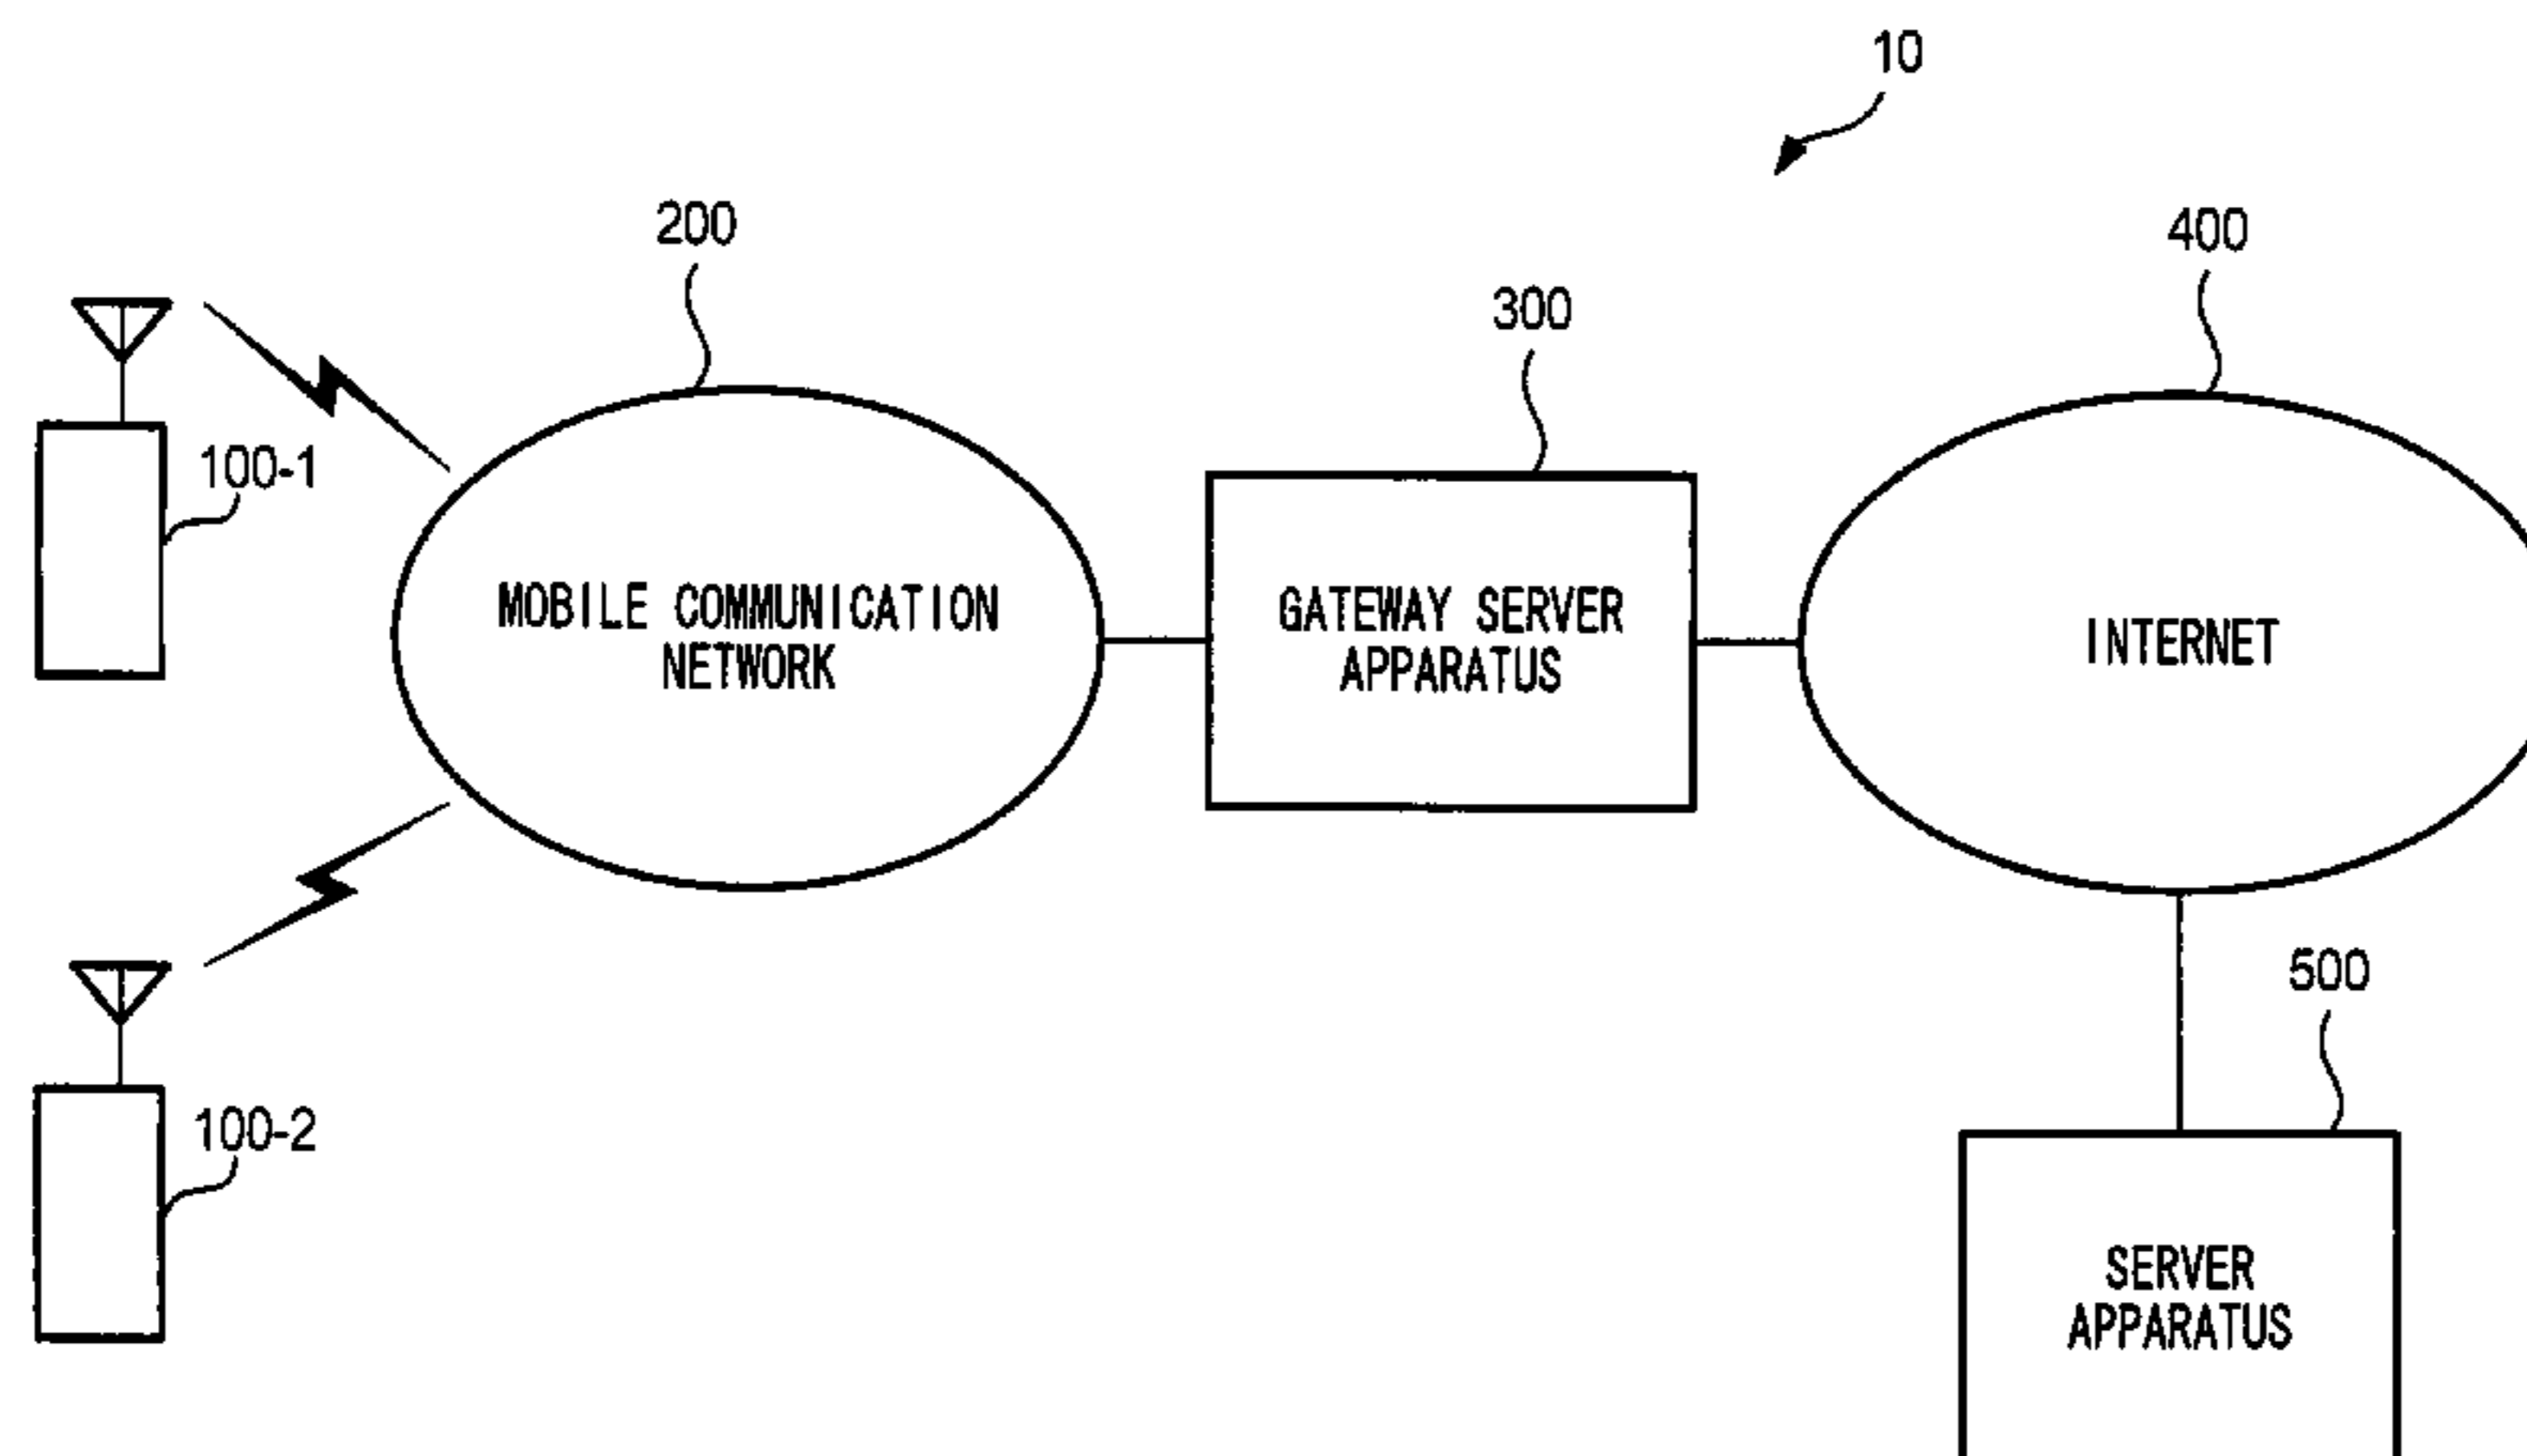 10
200
400
300
100-1
MOBILE COMMUNICATION
NETWORK
GATEWAY SERVER
APPARATUS
INTERNET
500
100-2
SERVER
APPARATUS